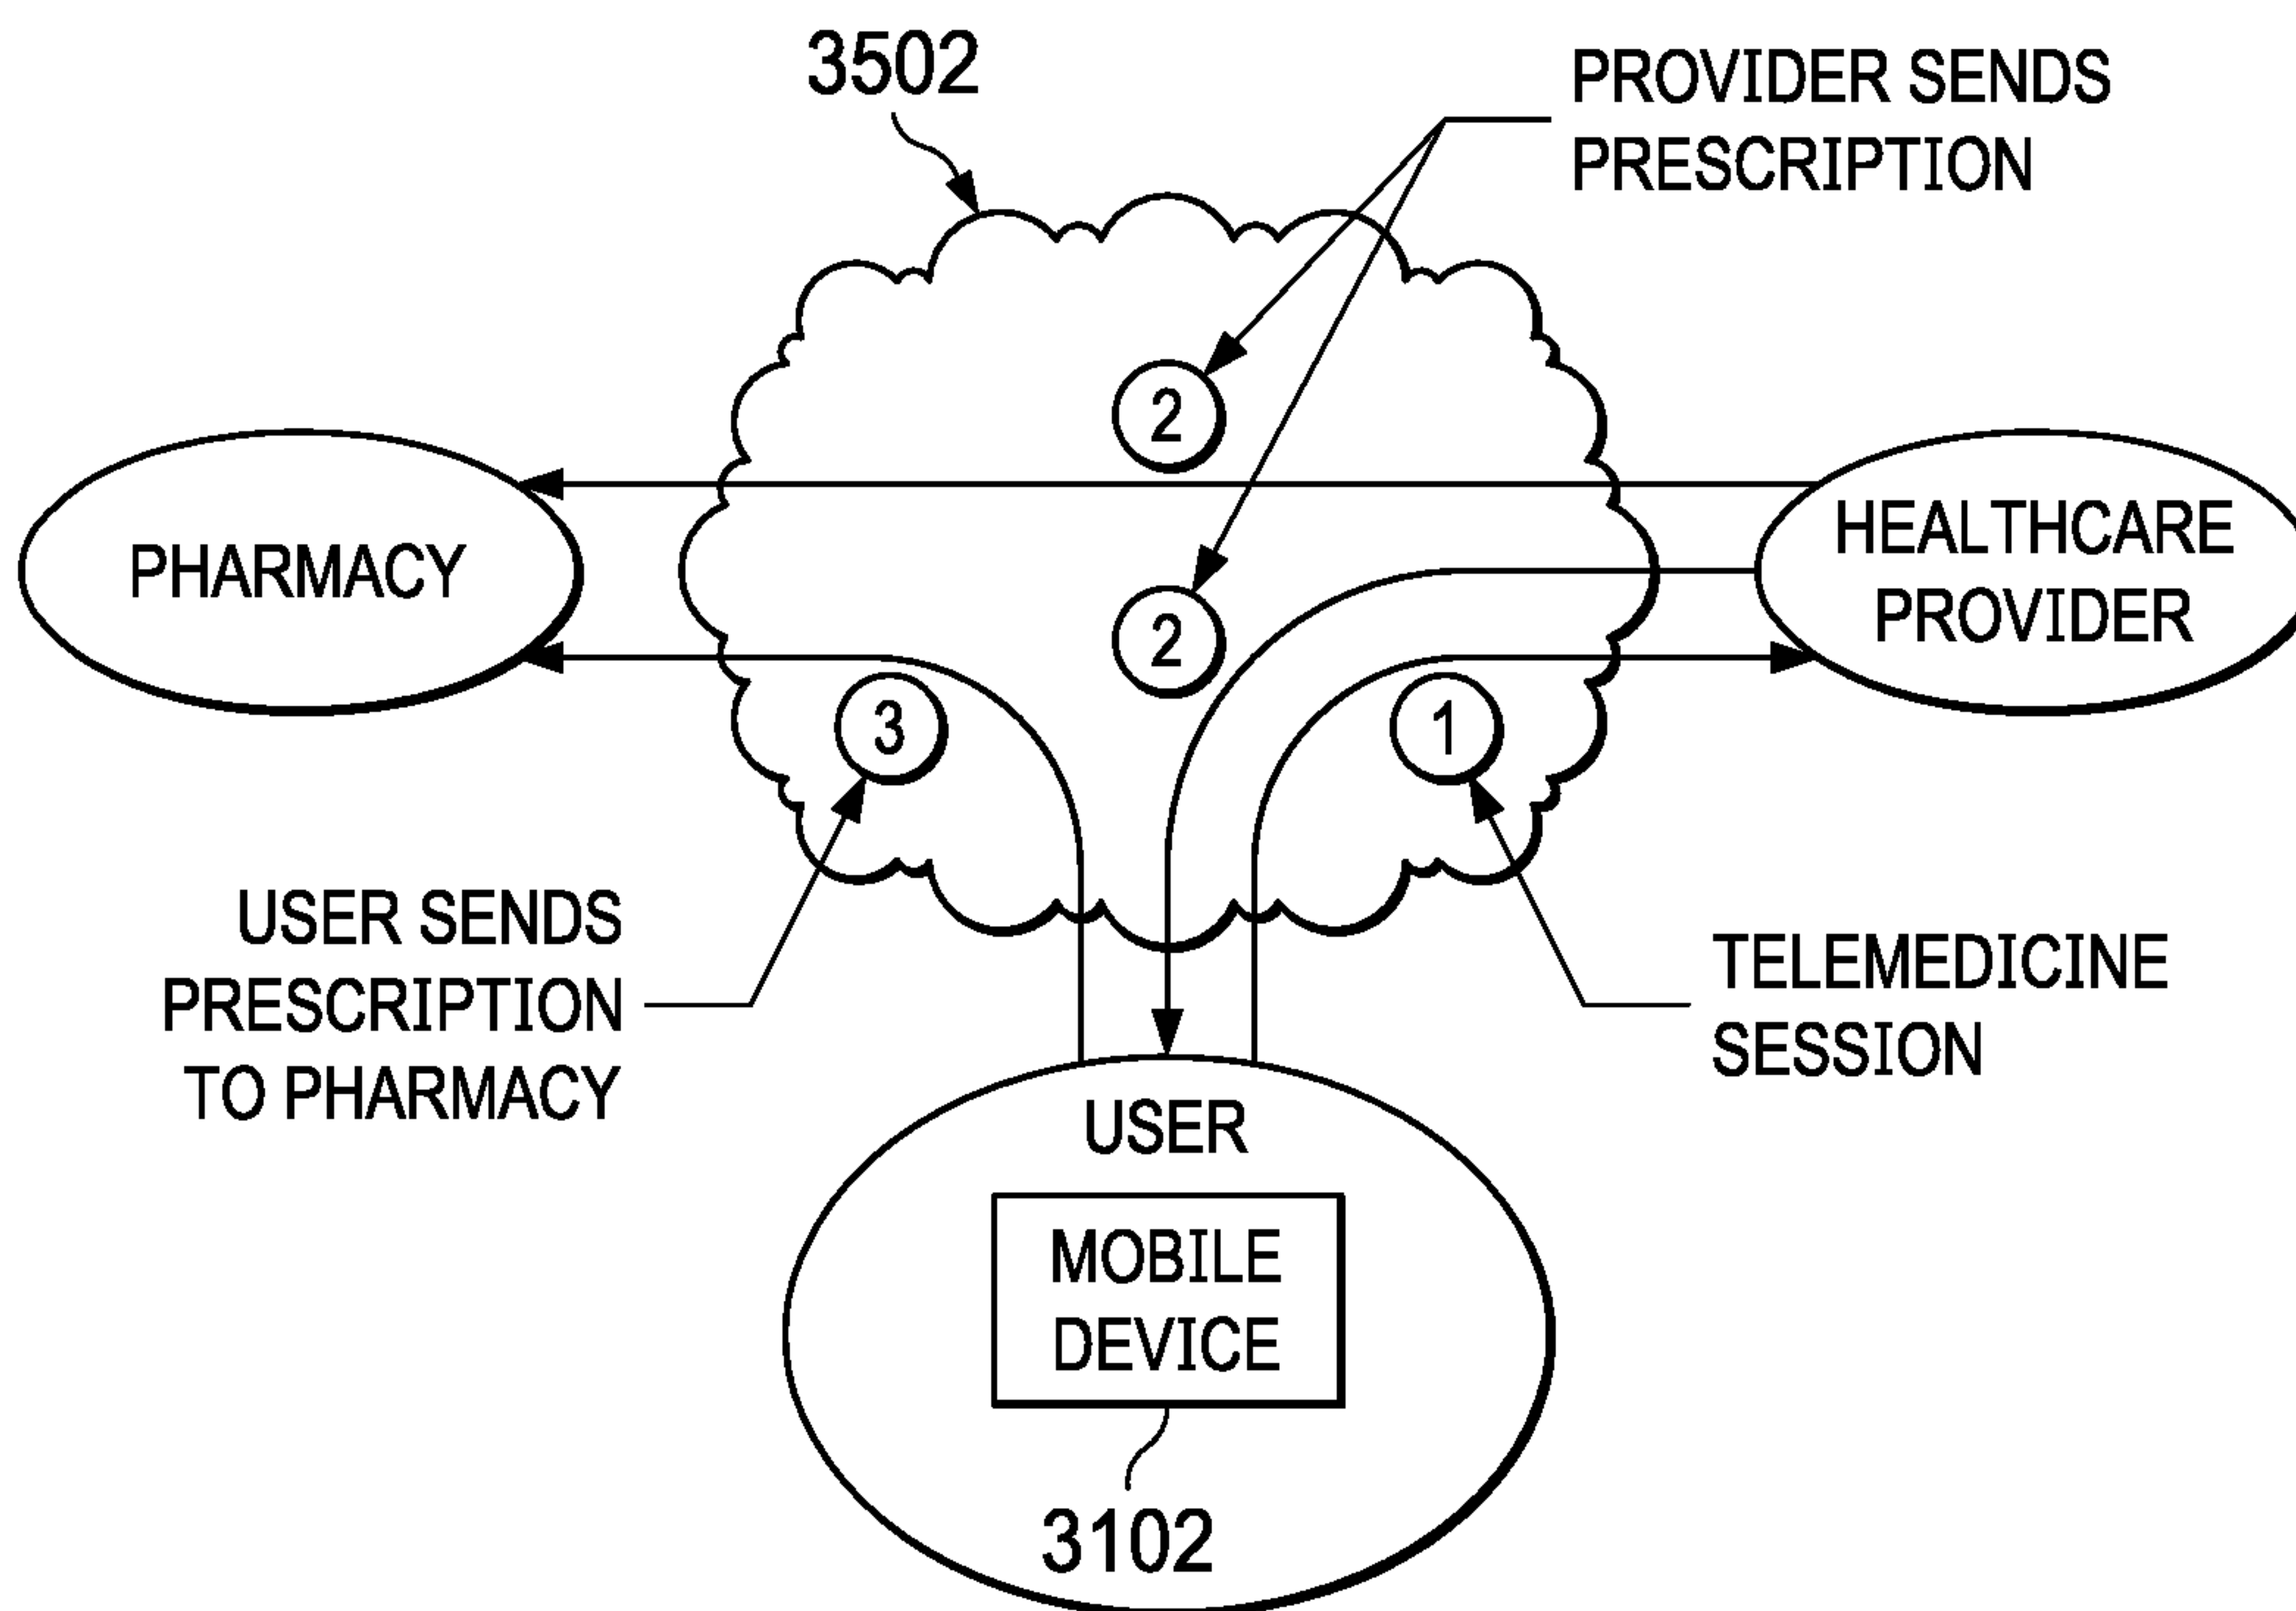 3502
PROVIDER SENDS
PRESCRIPTION
2
PHARMACY
HEALTHCARE
PROVIDER
2
3
1
USER SENDS
PRESCRIPTION
TO PHARMACY
TELEMEDICINE
SESSION
USER
MOBILE
DEVICE
3102